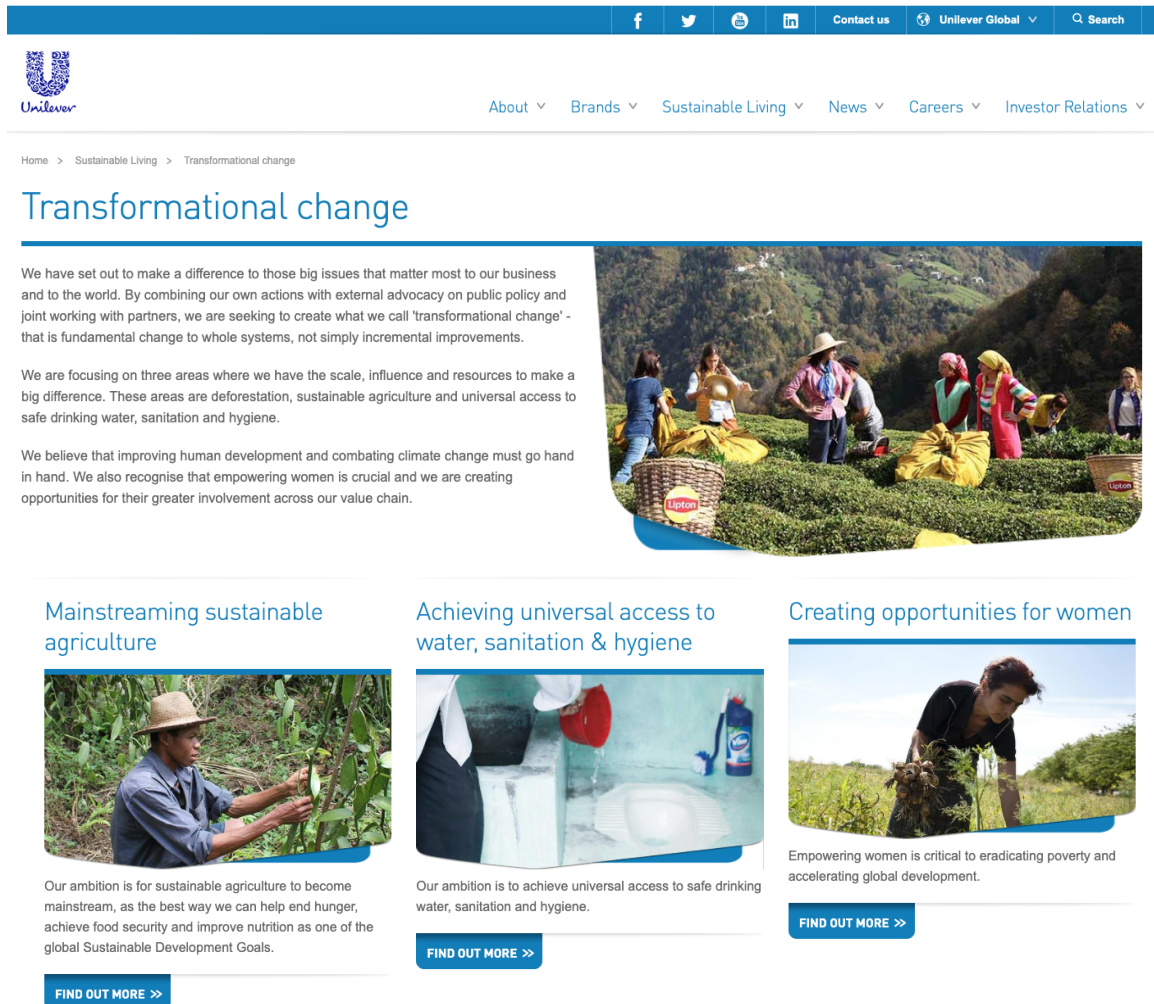 Contact us
Unilever Global
Search
Unilever
About
Brands
Sustainable Living
News
Careers
Investor Relations
Home > Sustainable Living > Transformational change
Transformational change
We have set out to make a difference to those big issues that matter most to our business
and to the world. By combining our own actions with external advocacy on public policy and
joint working with partners, we are seeking to create what we call 'transformational change' -
that is fundamental change to whole systems, not simply incremental improvements.
We are focusing on three areas where we have the scale, influence and resources to make a
big difference. These areas are deforestation, sustainable agriculture and universal access to
safe drinking water, sanitation and hygiene.
We believe that improving human development and combating climate change must go hand
in hand. We also recognise that empowering women is crucial and we are creating
opportunities for their greater involvement across our value chain.
Lipton
Lipton
Mainstreaming sustainable
agriculture
Our ambition is for sustainable agriculture to become
mainstream, as the best way we can help end hunger,
achieve food security and improve nutrition as one of the
global Sustainable Development Goals.
FIND OUT MORE >>
Achieving universal access to
water, sanitation & hygiene
Our ambition is to achieve universal access to safe drinking
water, sanitation and hygiene.
FIND OUT MORE >>
Creating opportunities for women
Empowering women is critical to eradicating poverty and
accelerating global development.
FIND OUT MORE >>